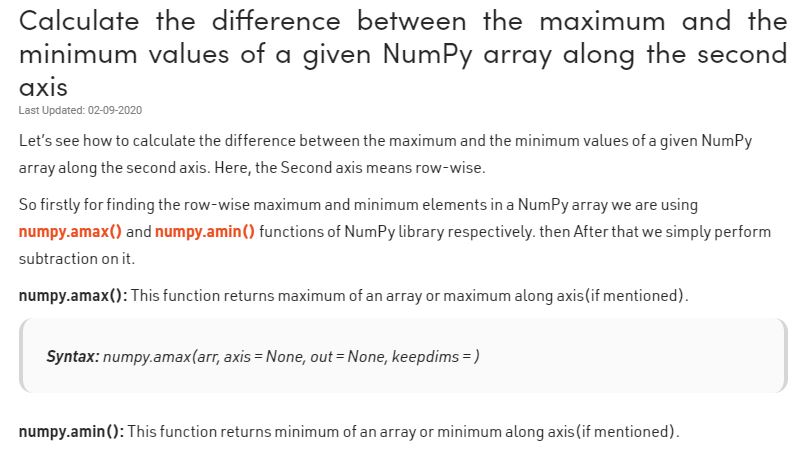 Calculate the difference between the maximum and the
minimum values of a given NumPy array along the second
axis
Last Updated: 02-09-2020
Let's see how to calculate the difference between the maximum and the minimum values of a given NumPy
array along the second axis. Here, the Second axis means row-wise.
So firstly for finding the row-wise maximum and minimum elements in a NumPy array we are using
numpy.amax() and numpy.amin() functions of NumPy library respectively. then After that we simply perform
subtraction on it.
numpy.amax(): This function returns maximum of an array or maximum along axis(if mentioned).
Syntax: numpy.amax(arr, axis = None, out = None, keepdims = )
numpy.amin(): This function returns minimum of an array or minimum along axis(if mentioned).